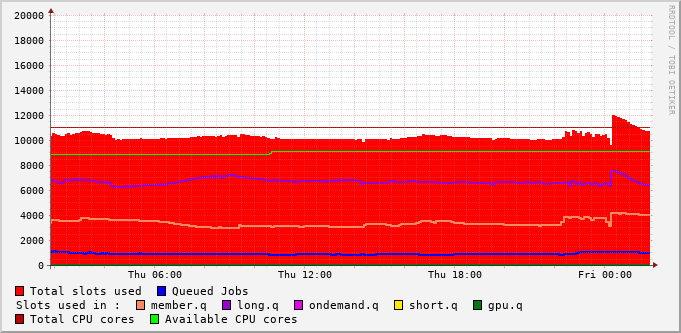 20000
18000
16000
14000
12000
10000
8000
6000
4000
2000
0
Thu 06:00 Thu 12:00 Thu 18:00 Fri 00:00
RRDTOOL / TOBI OETIKER
Total slots used Queued Jobs
Slots used in : member.q long.q ondemand.q short.q gpu.q
Total CPU cores Available CPU cores